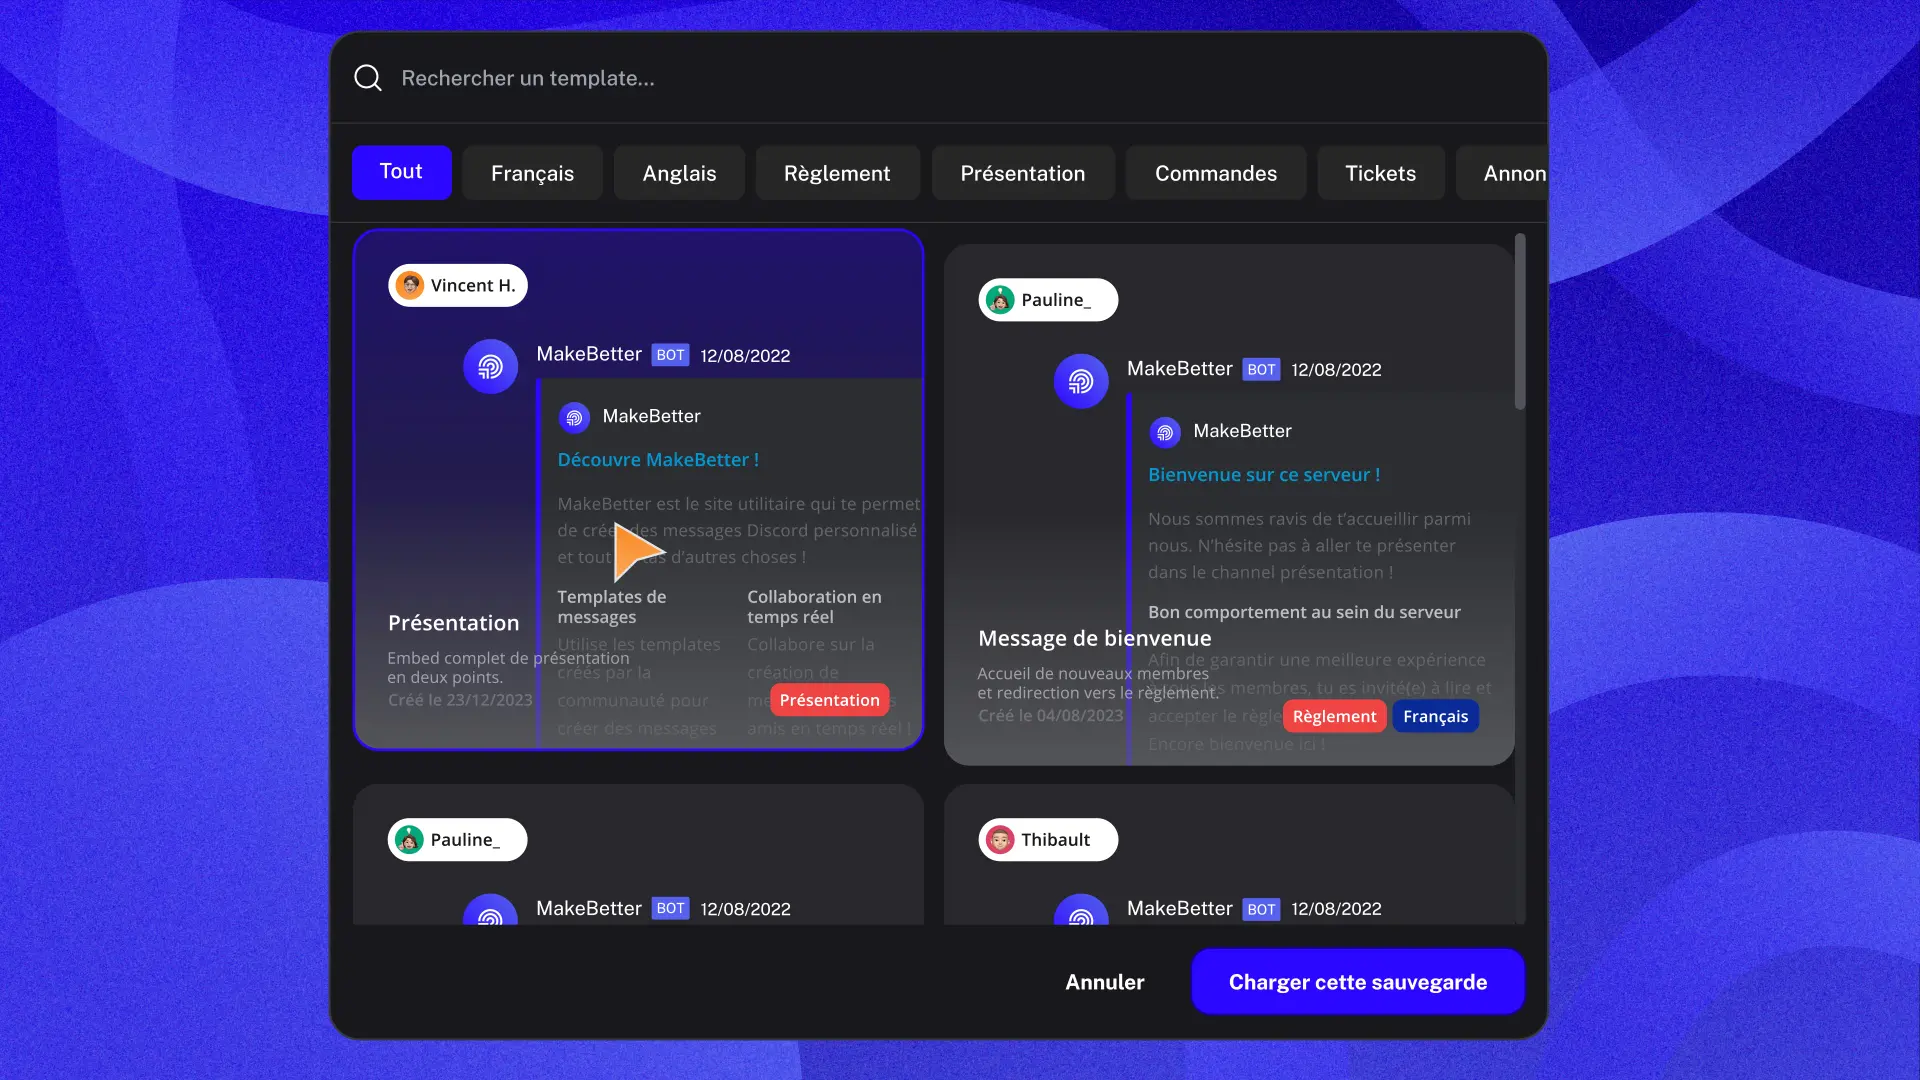 Rechercher un template...
Tout
Français
Anglais
Règlement
Présentation
Commandes
Tickets
Annon
Vincent H.
MakeBetter BOT 12/08/2022
MakeBetter
Découvre MakeBetter !
MakeBetter est le site utilitaire qui te permet
de crée des messages Discord personnalisé
et tout tas d'autres choses !
Templates de
messages
Utilise les templates
créés par la
communauté pour
créer des messages
Collaboration en
temps réel
Collabore sur la
création de
amis en temps réel !
Présentation
Embed complet de présentation
en deux points.
Créé le 23/12/2023
Présentation
Pauline_
MakeBetter BOT 12/08/2022
MakeBetter
Bienvenue sur ce serveur !
Nous sommes ravis de t'accueillir parmi
nous. N'hésite pas à aller te présenter
dans le channel présentation !
Bon comportement au sein du serveur
Afin de garantir une meilleure expérience
les membres, tu es invité(e) à lire et
accepter le règle
Encore bienvenue ici !
Message de bienvenue
Accueil de nouveaux membres
et redirection vers le règlement.
Créé le 04/08/2023
Règlement
Français
Pauline_
MakeBetter BOT 12/08/2022
Thibault
MakeBetter BOT 12/08/2022
Annuler
Charger cette sauvegarde